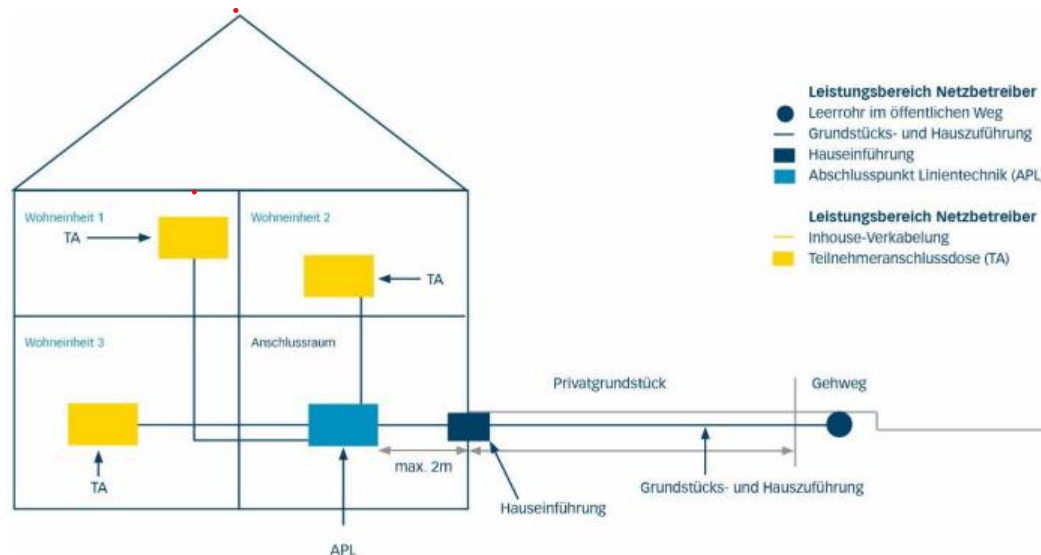 Leistungsbereich Netzbetreiber
Leerrohr im öffentlichen Weg
Grundstücks- und Hauszuführung
Hauseinführung
Abschlusspunkt Linientechnik (APL)
Leistungsbereich Netzbetreiber
Inhouse-Verkabelung
Teilnehmeranschlussdose (TA)
Wohneinheit 1
TA
Wohneinheit 2
TA
Wohneinheit 3
Anschlussraum
Privatgrundstück
Gehweg
max. 2m
TA
Grundstücks- und Hauszuführung
Hauseinführung
APL